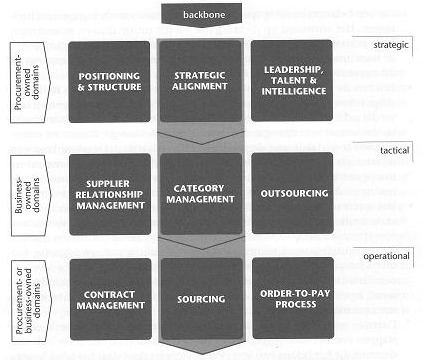 backbone
strategic
Procurement-
owned
domains
POSITIONING
& STRUCTURE
STRATEGIC
ALIGNMENT
LEADERSHIP,
TALENT &
INTELLIGENCE
tactical
Business-
owned
domains
SUPPLIER
RELATIONSHIP
MANAGEMENT
CATEGORY
MANAGEMENT
OUTSOURCING
operational
Procurement- or
business-owned
domains
CONTRACT
MANAGEMENT
SOURCING
ORDER-TO-PAY
PROCESS